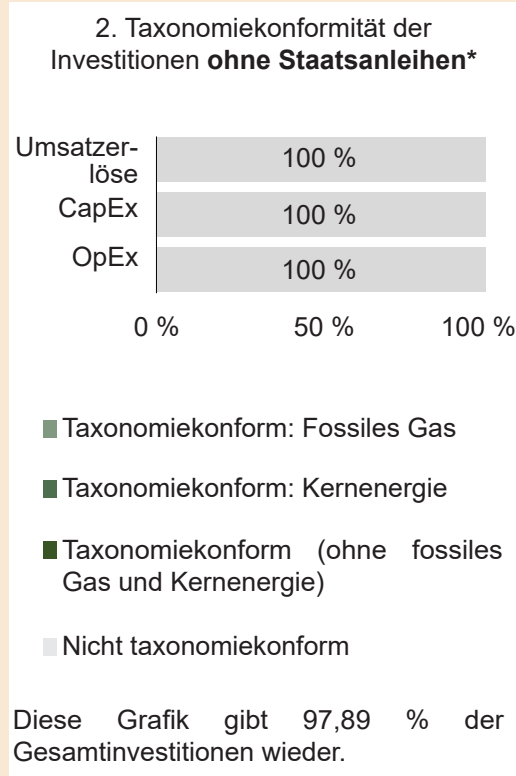 2. Taxonomiekonformität der
Investitionen ohne Staatsanleihen*
Umsatzer-
löse
100 %
CapEx
100 %
OpEx
100 %
0 % 50 % 100 %
Taxonomiekonform: Fossiles Gas
Taxonomiekonform: Kernenergie
Taxonomiekonform (ohne fossiles
Gas und Kernenergie)
Nicht taxonomiekonform
Diese Grafik gibt 97,89 % der
Gesamtinvestitionen wieder.